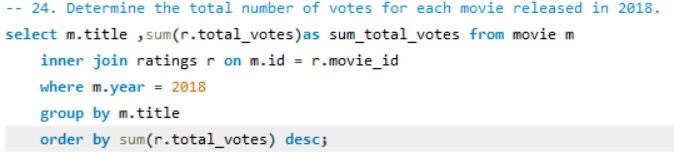 -- 24. Determine the total number of votes for each movie released in 2018.
select m.title ,sum(r.total_votes)as sum_total_votes from movie m
inner join ratings r on m.id = r.movie_id
where m.year = 2018
group by m.title
order by sum(r.total_votes) desc;